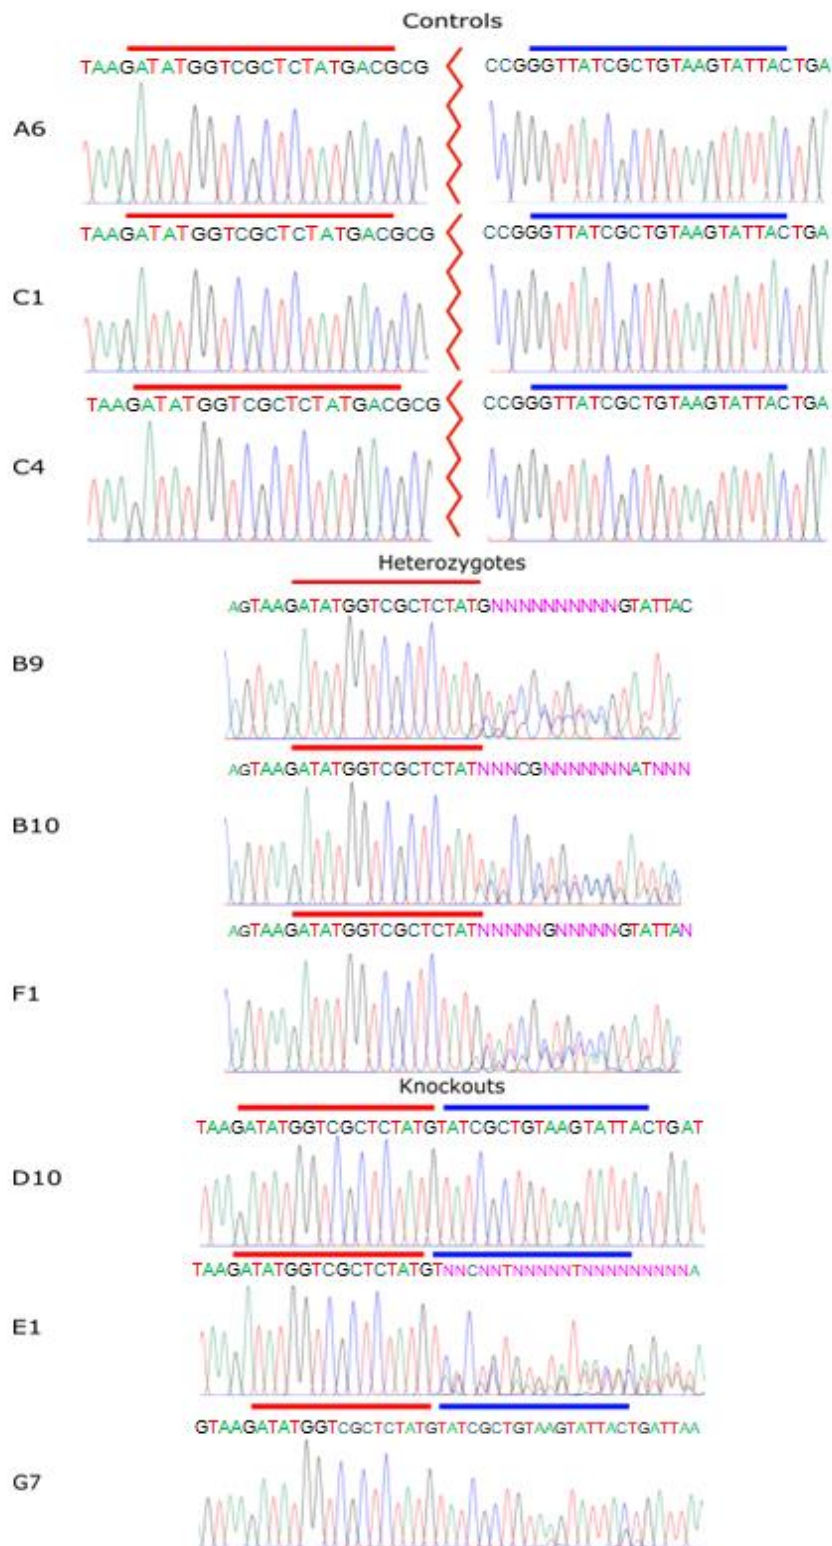 Controls
TAAGATATGGTCGCTCTATGACGCG CCGGGTTATCGCTGTAAGTATTACTGA
A6
TAAGATATGGTCGCTCTATGACGCG CCGGGTTATCGCTGTAAGTATTACTGA
C1
TAAGATATGGTCGCTCTATGACGCG CCGGGTTATCGCTGTAAGTATTACTGA
C4
Heterozygotes
AGTAAGATATGGTCGCTCTATGNNNNNNNNNNNGTATTAC
B9
AGTAAGATATGGTCGCTCTATNNNCGNNNNNNNATNNN
B10
AGTAAGATATGGTCGCTCTATNNNNNGNNNNNGTATTAN
F1
Knockouts
TAAGATATGGTCGCTCTATGTATCGCTGTAAGTATTACTGAT
D10
TAAGATATGGTCGCTCTATGTNNCNNTNNNNNTNNNNNNNNNA
E1
GTAAGATATGGTCGCTCTATGTATCGCTGTAAGTATTACTGATTAA
G7